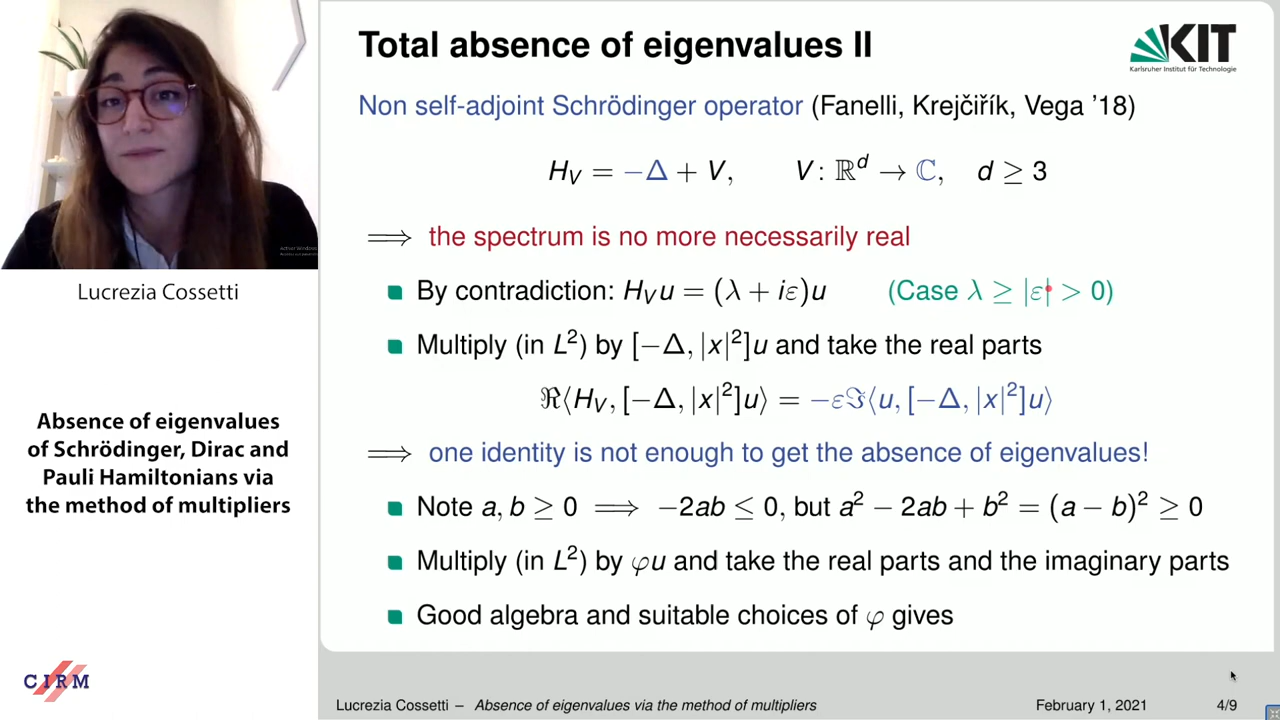 Total absence of eigenvalues II
KIT
Karlsruher Institut für Technologie
Non self-adjoint Schrödinger operator (Fanelli, Krejčiřík, Vega '18)
H_V = −Δ + V, V: ℝ^d → ℂ, d ≥ 3
⟹ the spectrum is no more necessarily real
By contradiction: H_V u = (λ + iε)u (Case λ ≥ |ε| > 0)
Multiply (in L²) by [−Δ, |x|²]u and take the real parts
ℜ⟨H_V, [−Δ, |x|²]u⟩ = −εℑ⟨u, [−Δ, |x|²]u⟩
⟹ one identity is not enough to get the absence of eigenvalues!
Note a, b ≥ 0 ⟹ −2ab ≤ 0, but a² − 2ab + b² = (a − b)² ≥ 0
Multiply (in L²) by φu and take the real parts and the imaginary parts
Good algebra and suitable choices of φ gives
Lucrezia Cossetti
Absence of eigenvalues
of Schrödinger, Dirac and
Pauli Hamiltonians via
the method of multipliers
CIRM
Lucrezia Cossetti – Absence of eigenvalues via the method of multipliers February 1, 2021 4/9